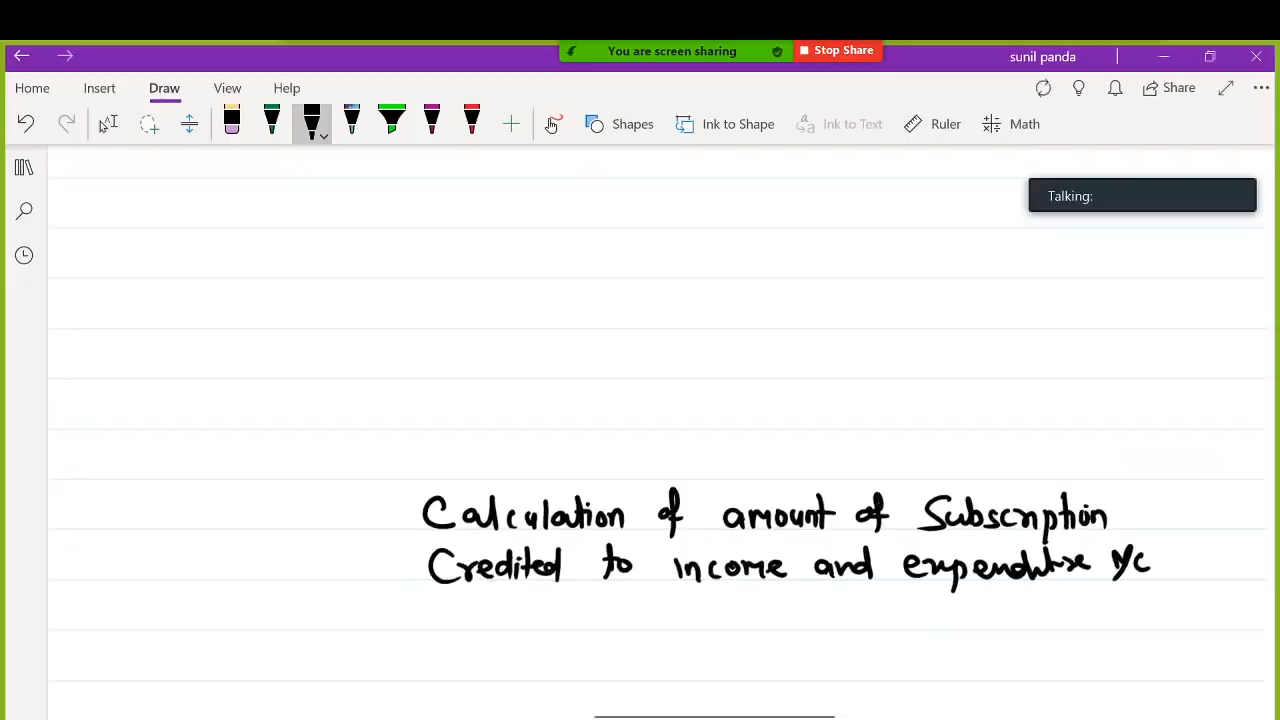 You are screen sharing
Stop Share
sunil panda
Home Insert Draw View Help
Share
Shapes Ink to Shape Ink to Text Ruler Math
Talking:
Calculation of amount of Subscription
Credited to income and expenditure A/C